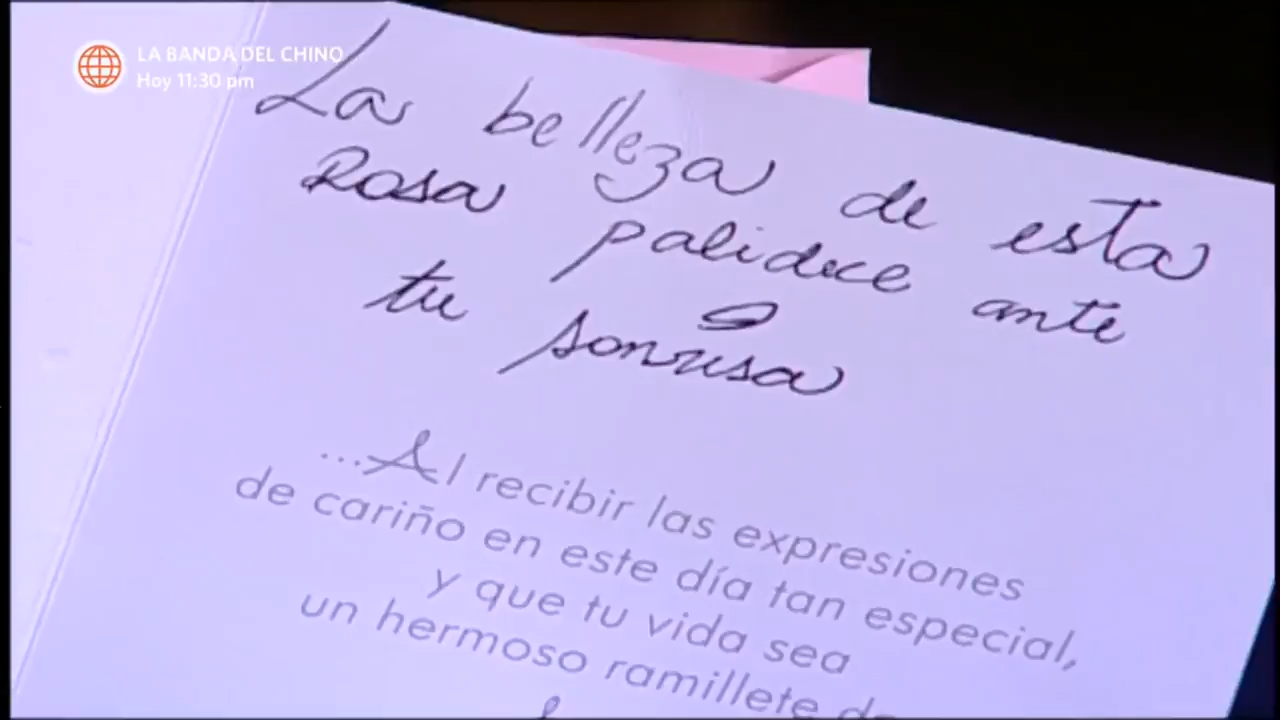 LA BANDA DEL CHINO
Hoy 11:30 pm
La belleza de esta
Rosa palidece ante
tu sonrisa
...Al recibir las expresiones
de cariño en este día tan especial,
y que tu vida sea
un hermoso ramillete